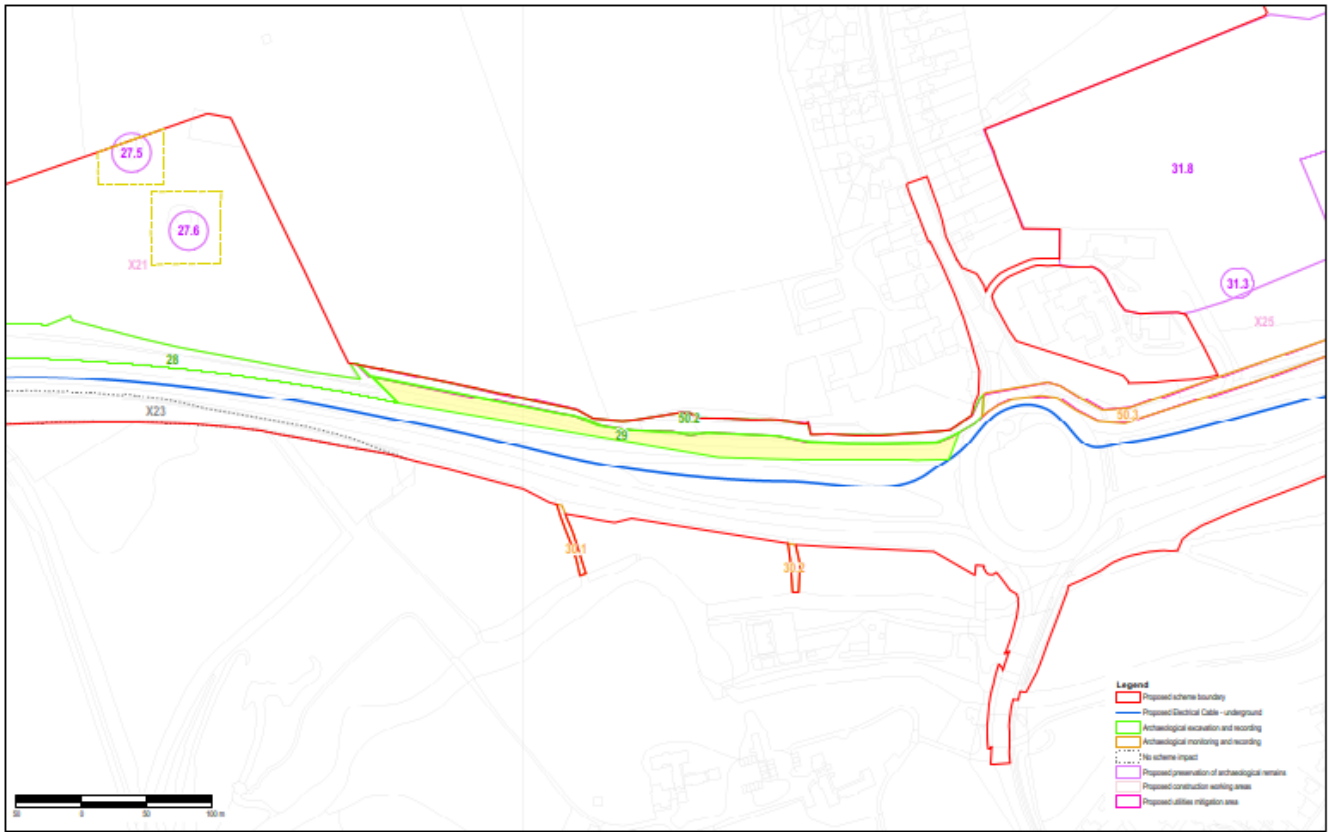 27.5
31.8
27.6
X21
31.3
X25
28
X23
50.2
50.3
29
30.1
30.2
Legend
Proposed scheme boundary
Proposed Electrical Cable - underground
Archaeological excavation and recording
Archaeological monitoring and recording
No scheme impact
Proposed preservation of archaeological remains
Proposed construction working areas
Proposed utilities mitigation area
50 0 50 100 m